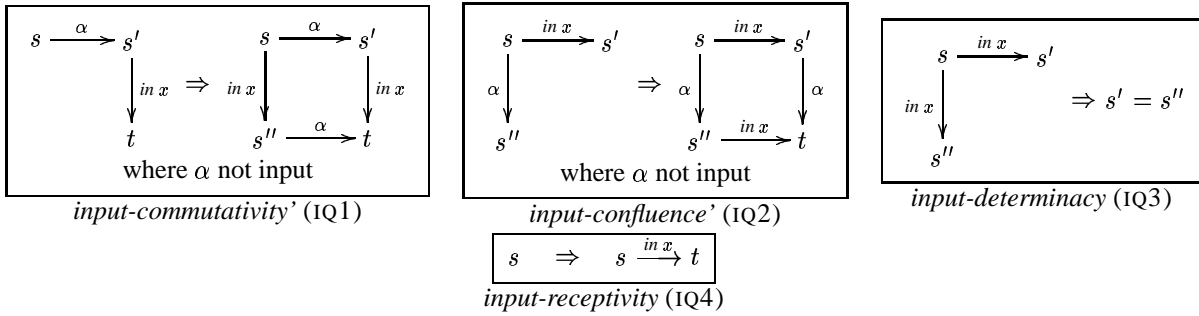 s α s′ s α s′ s in x s′ s in x s′ s in x s′
in x ⇒ in x in x α ⇒ α α in x ⇒ s′ = s″
t s″ α t s″ s″ in x t s″
where α not input where α not input
input-commutativity' (IQ1) input-confluence' (IQ2) input-determinacy (IQ3)
s ⇒ s in x t
input-receptivity (IQ4)